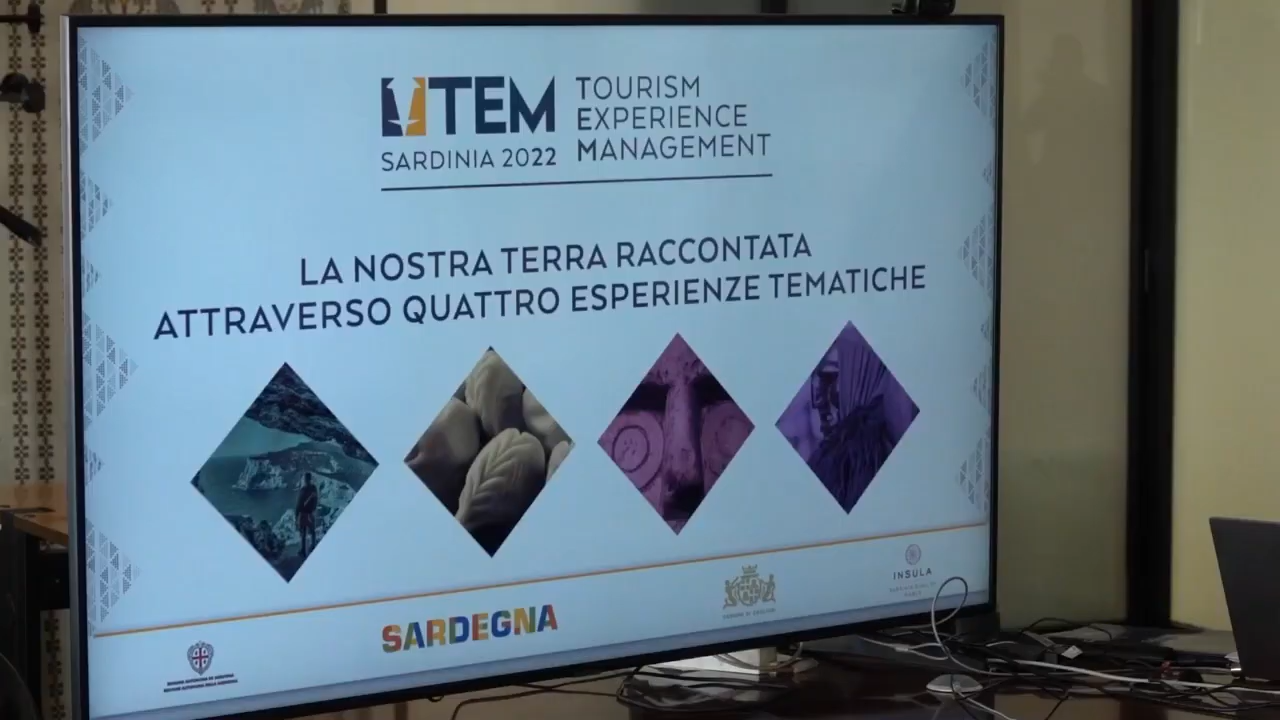 TEM
SARDINIA 2022
TOURISM
EXPERIENCE
MANAGEMENT
LA NOSTRA TERRA RACCONTATA
ATTRAVERSO QUATTRO ESPERIENZE TEMATICHE
SARDEGNA
INSULA